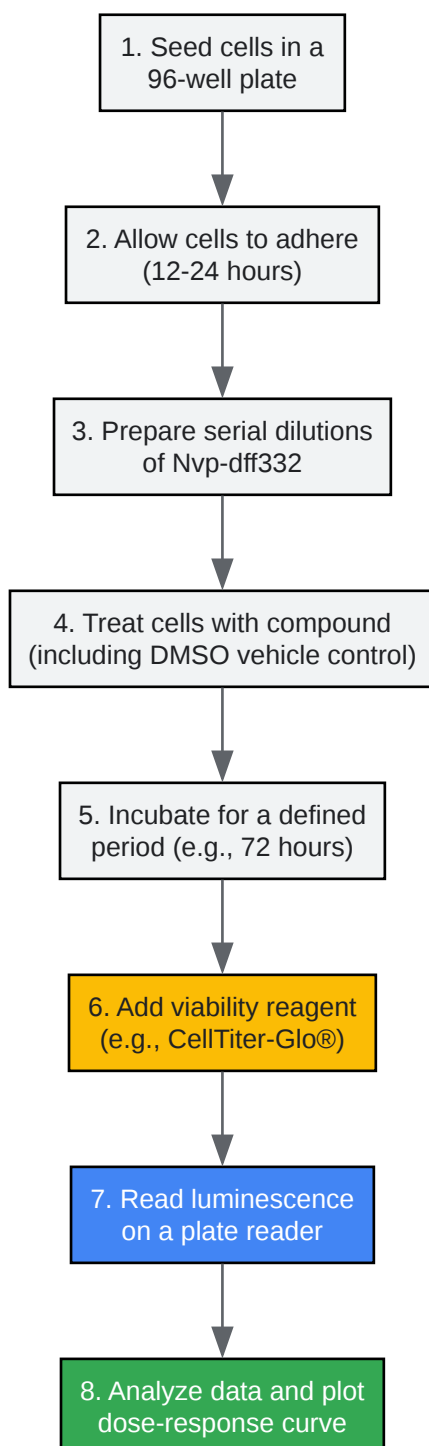 1. Seed cells in a
96-well plate
2. Allow cells to adhere
(12-24 hours)
3. Prepare serial dilutions
of Nvp-dff332
4. Treat cells with compound
(including DMSO vehicle control)
5. Incubate for a defined
period (e.g., 72 hours)
6. Add viability reagent
(e.g., CellTiter-Glo®)
7. Read luminescence
on a plate reader
8. Analyze data and plot
dose-response curve